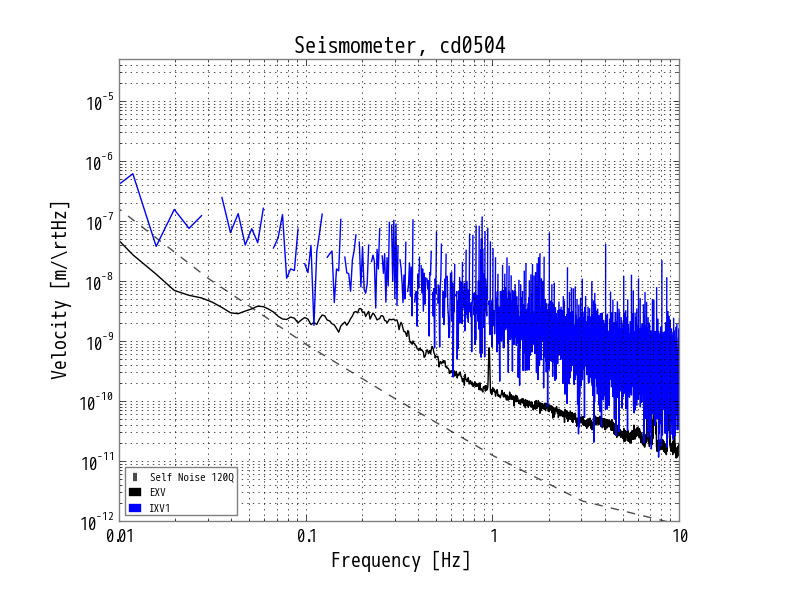 Seismometer, cd0504
Velocity [m/\rtHz]
10-5
10-6
10-7
10-8
10-9
10-10
10-11
10-12
Self Noise 120Q
EXV
IXV1
0.01 0.1 1 10
Frequency [Hz]